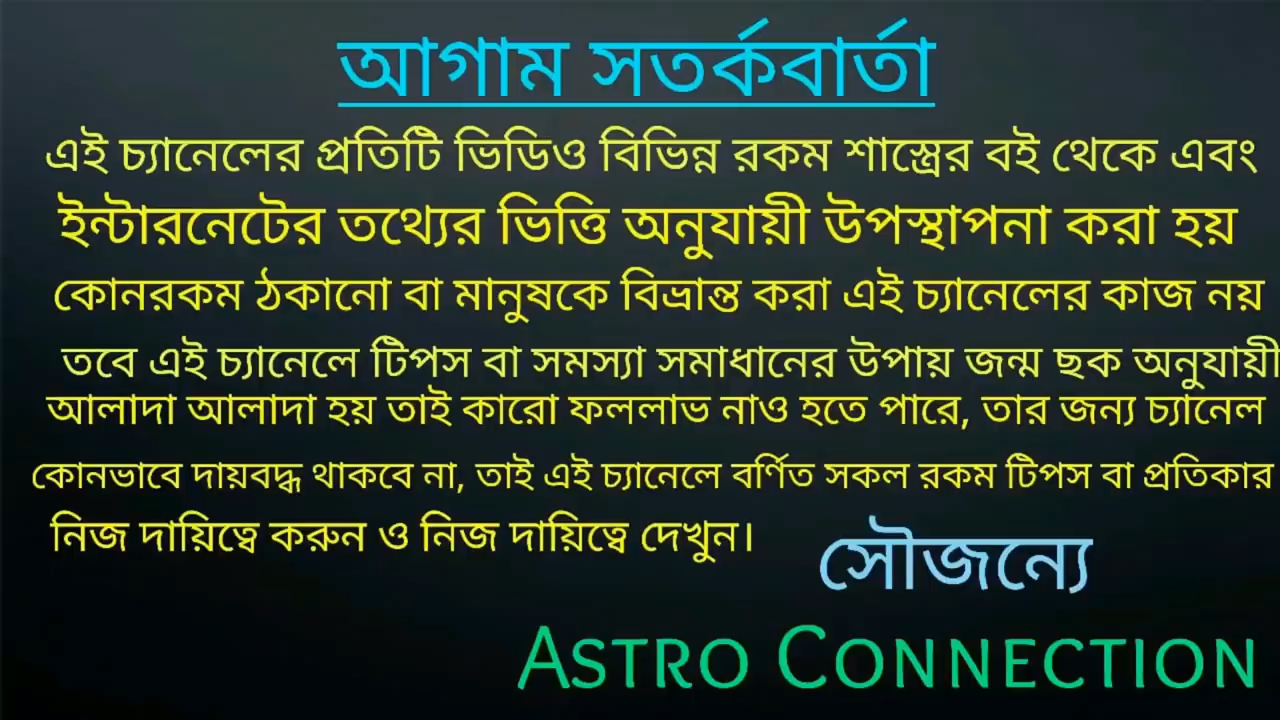 আগাম সতর্কবার্তা
এই চ্যানেলের প্রতিটি ভিডিও বিভিন্ন রকম শাস্ত্রের বই থেকে এবং
ইন্টারনেটের তথ্যের ভিত্তি অনুযায়ী উপস্থাপনা করা হয়
কোনরকম ঠকানো বা মানুষকে বিভ্রান্ত করা এই চ্যানেলের কাজ নয়
তবে এই চ্যানেলে টিপস বা সমস্যা সমাধানের উপায় জন্ম ছক অনুযায়ী
আলাদা আলাদা হয় তাই কারো ফললাভ নাও হতে পারে, তার জন্য চ্যানেল
কোনভাবে দায়বদ্ধ থাকবে না, তাই এই চ্যানেলে বর্ণিত সকল রকম টিপস বা প্রতিকার
নিজ দায়িত্বে করুন ও নিজ দায়িত্বে দেখুন।
সৌজন্যে
ASTRO CONNECTION